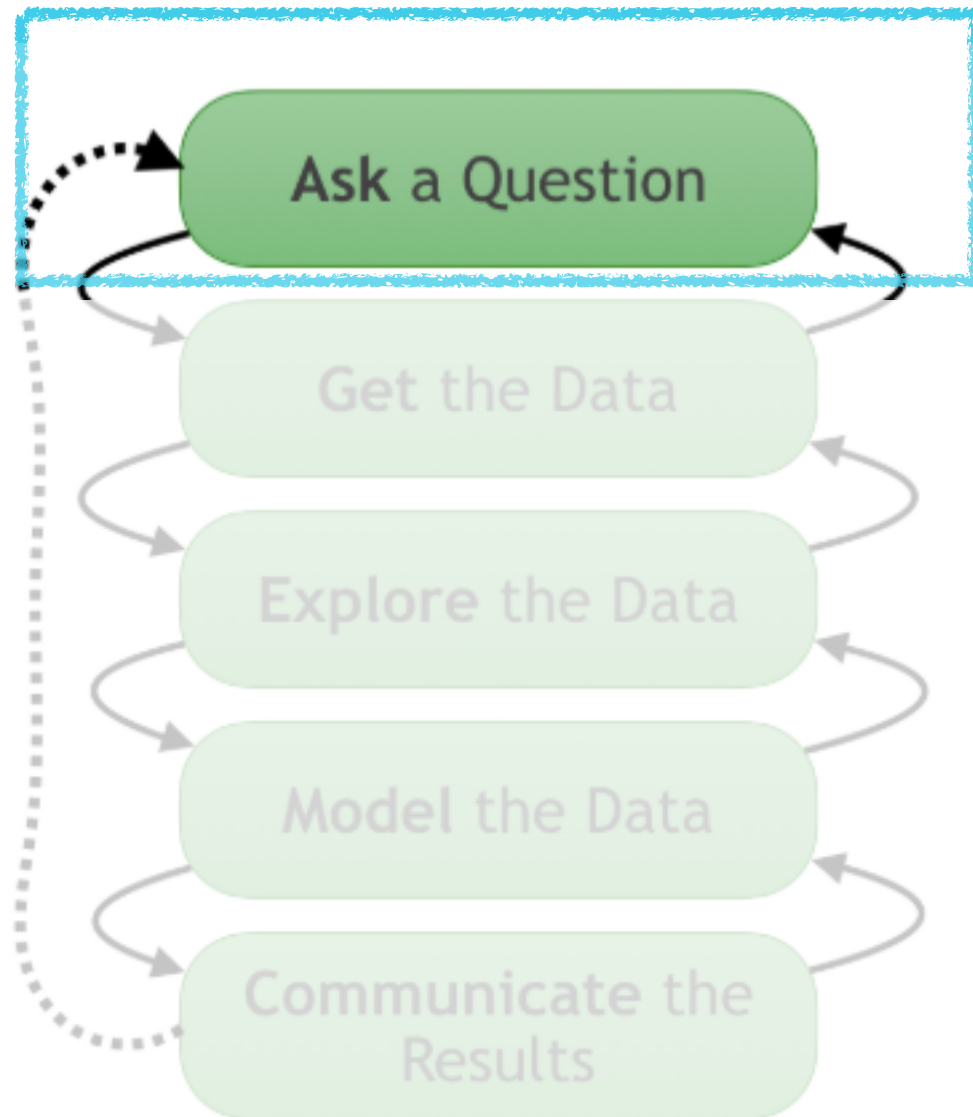 Ask a Question
Get the Data
Explore the Data
Model the Data
Communicate the
Results